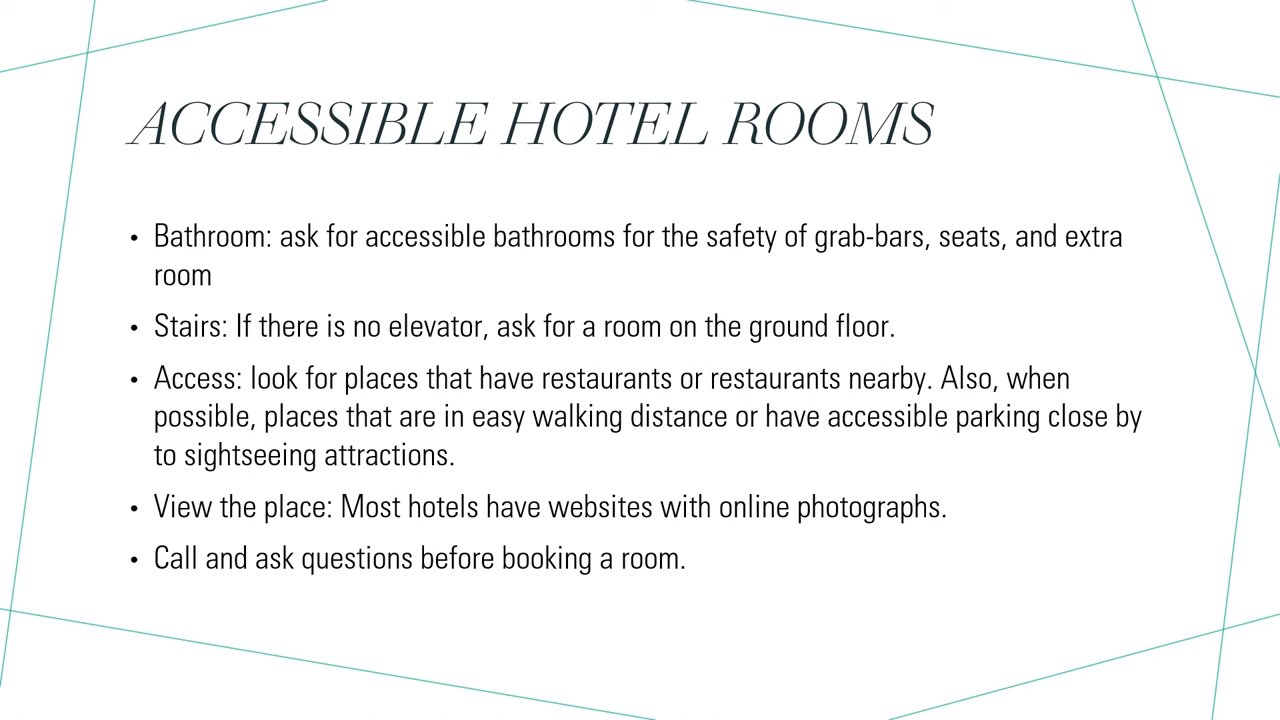 ACCESSIBLE HOTEL ROOMS
• Bathroom: ask for accessible bathrooms for the safety of grab-bars, seats, and extra
room
• Stairs: If there is no elevator, ask for a room on the ground floor.
• Access: look for places that have restaurants or restaurants nearby. Also, when
possible, places that are in easy walking distance or have accessible parking close by
to sightseeing attractions.
• View the place: Most hotels have websites with online photographs.
• Call and ask questions before booking a room.